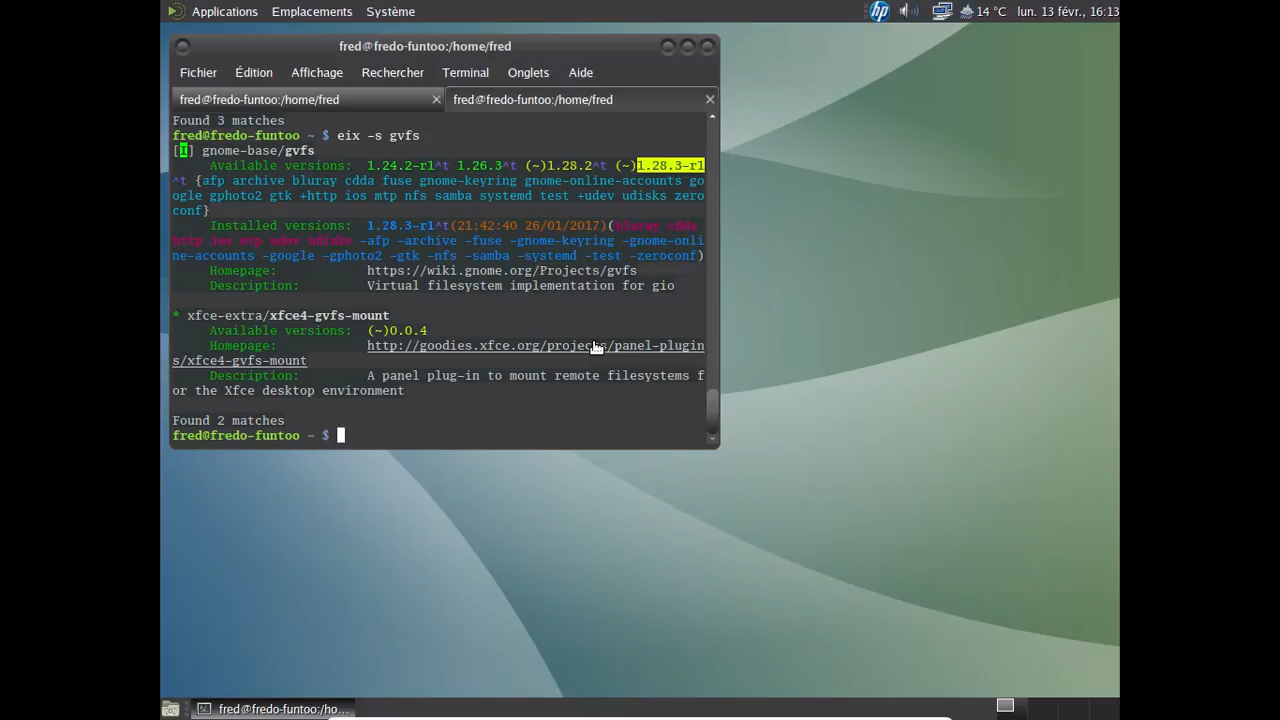 Applications Emplacements Système
hp 14 °C lun. 13 févr., 16:13
fred@fredo-funtoo:/home/fred
Fichier Édition Affichage Rechercher Terminal Onglets Aide
fred@fredo-funtoo:/home/fred fred@fredo-funtoo:/home/fred
Found 3 matches
fred@fredo-funtoo ~ $ eix -s gvfs
[I] gnome-base/gvfs
Available versions: 1.24.2-r1^t 1.26.3^t (~)1.28.2^t (~)1.28.3-r1
^t {afp archive bluray cdda fuse gnome-keyring gnome-online-accounts go
ogle gphoto2 gtk +http ios mtp nfs samba systemd test +udev udisks zero
conf}
Installed versions: 1.28.3-r1^t(21:42:40 26/01/2017)(bluray cdda
http ios mtp udev udisks -afp -archive -fuse -gnome-keyring -gnome-onli
ne-accounts -google -gphoto2 -gtk -nfs -samba -systemd -test -zeroconf)
Homepage: https://wiki.gnome.org/Projects/gvfs
Description: Virtual filesystem implementation for gio
* xfce-extra/xfce4-gvfs-mount
Available versions: (~)0.0.4
Homepage: http://goodies.xfce.org/projects/panel-plugin
s/xfce4-gvfs-mount
Description: A panel plug-in to mount remote filesystems f
or the Xfce desktop environment
Found 2 matches
fred@fredo-funtoo ~ $
fred@fredo-funtoo:/ho...